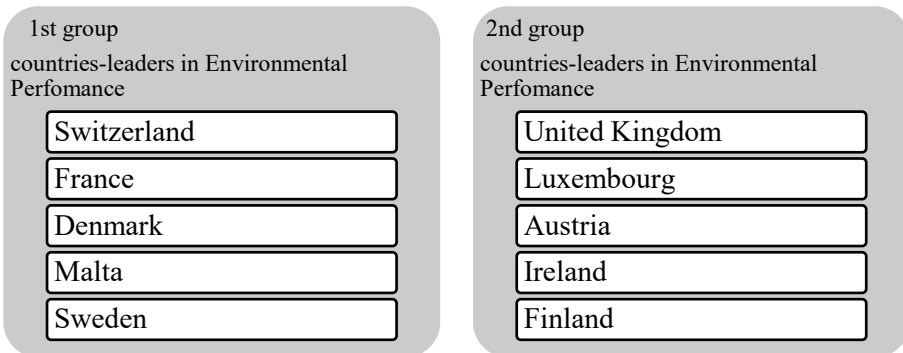 1st group
countries-leaders in Environmental
Perfomance
Switzerland
France
Denmark
Malta
Sweden
2nd group
countries-leaders in Environmental
Perfomance
United Kingdom
Luxembourg
Austria
Ireland
Finland